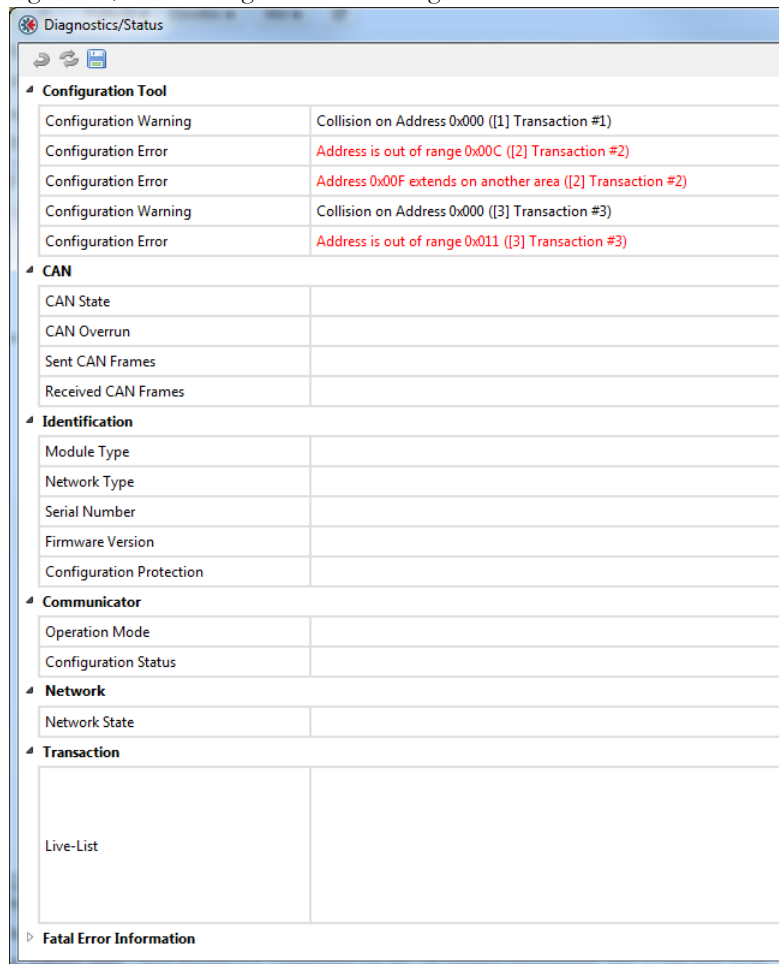 Diagnostics/Status
Configuration Tool
Configuration Warning Collision on Address 0x000 ([1] Transaction #1)
Configuration Error Address is out of range 0x00C ([2] Transaction #2)
Configuration Error Address 0x00F extends on another area ([2] Transaction #2)
Configuration Warning Collision on Address 0x000 ([3] Transaction #3)
Configuration Error Address is out of range 0x011 ([3] Transaction #3)
CAN
CAN State
CAN Overrun
Sent CAN Frames
Received CAN Frames
Identification
Module Type
Network Type
Serial Number
Firmware Version
Configuration Protection
Communicator
Operation Mode
Configuration Status
Network
Network State
Transaction
Live-List
Fatal Error Information